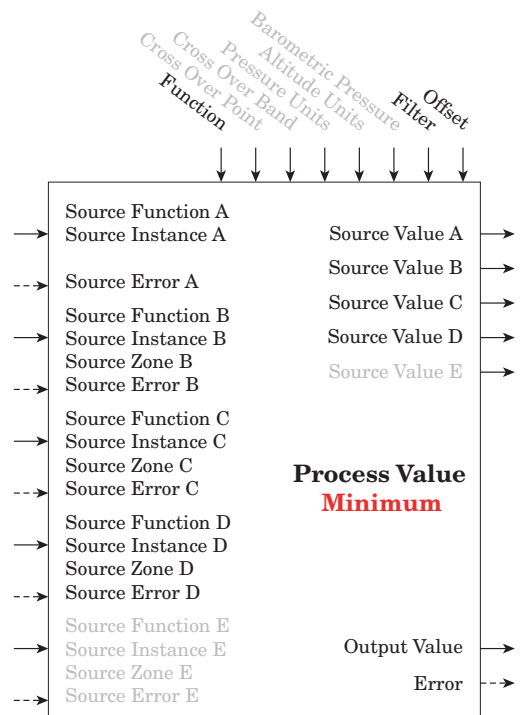 Function
Cross Over Point
Cross Over Band
Pressure Units
Altitude Units
Barometric Pressure
Filter
Offset
Source Function A
Source Instance A
Source Error A
Source Function B
Source Instance B
Source Zone B
Source Error B
Source Function C
Source Instance C
Source Zone C
Source Error C
Source Function D
Source Instance D
Source Zone D
Source Error D
Source Function E
Source Instance E
Source Zone E
Source Error E
Source Value A
Source Value B
Source Value C
Source Value D
Source Value E
Process Value
Minimum
Output Value
Error